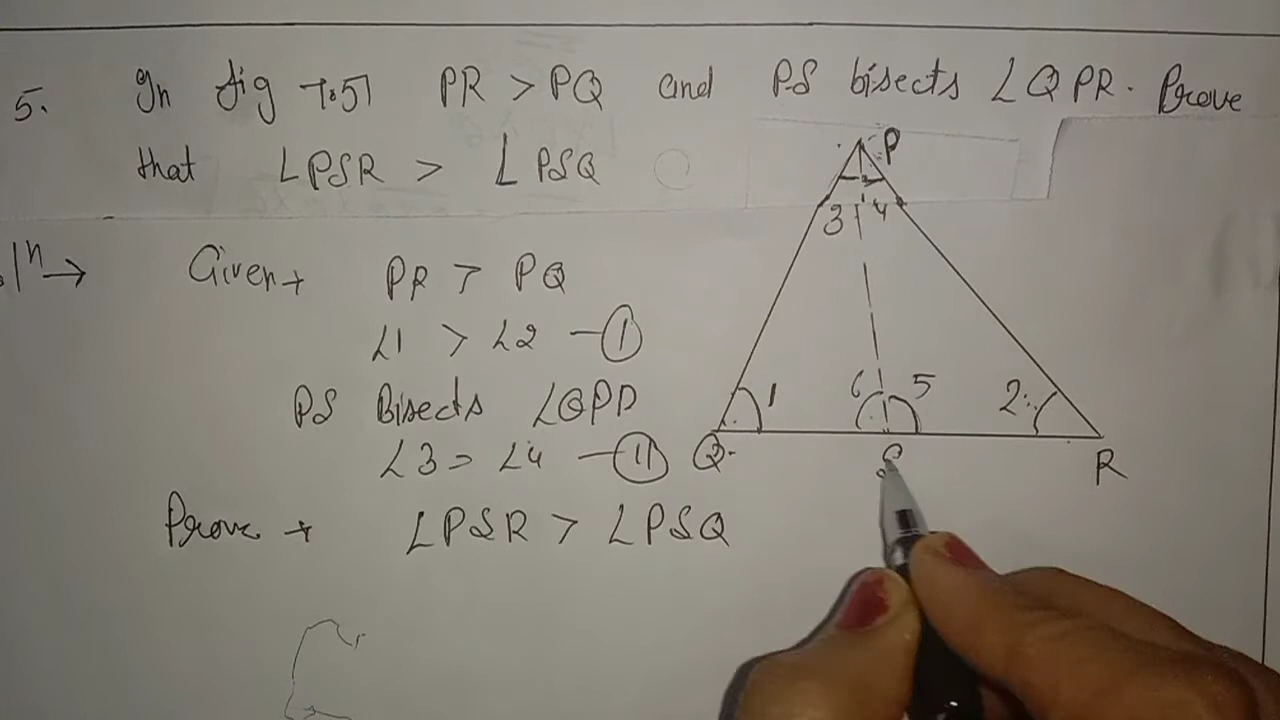 5. In fig 7.51 PR > PQ and PS bisects ∠QPR. Prove
that ∠PSR > ∠PSQ
.lⁿ → Given → PR > PQ
∠1 > ∠2 — (I)
PS Bisects ∠QPR
∠3 = ∠4 — (II)
Prove → ∠PSR > ∠PSQ
P
3 4
1 6 5 2
Q S R